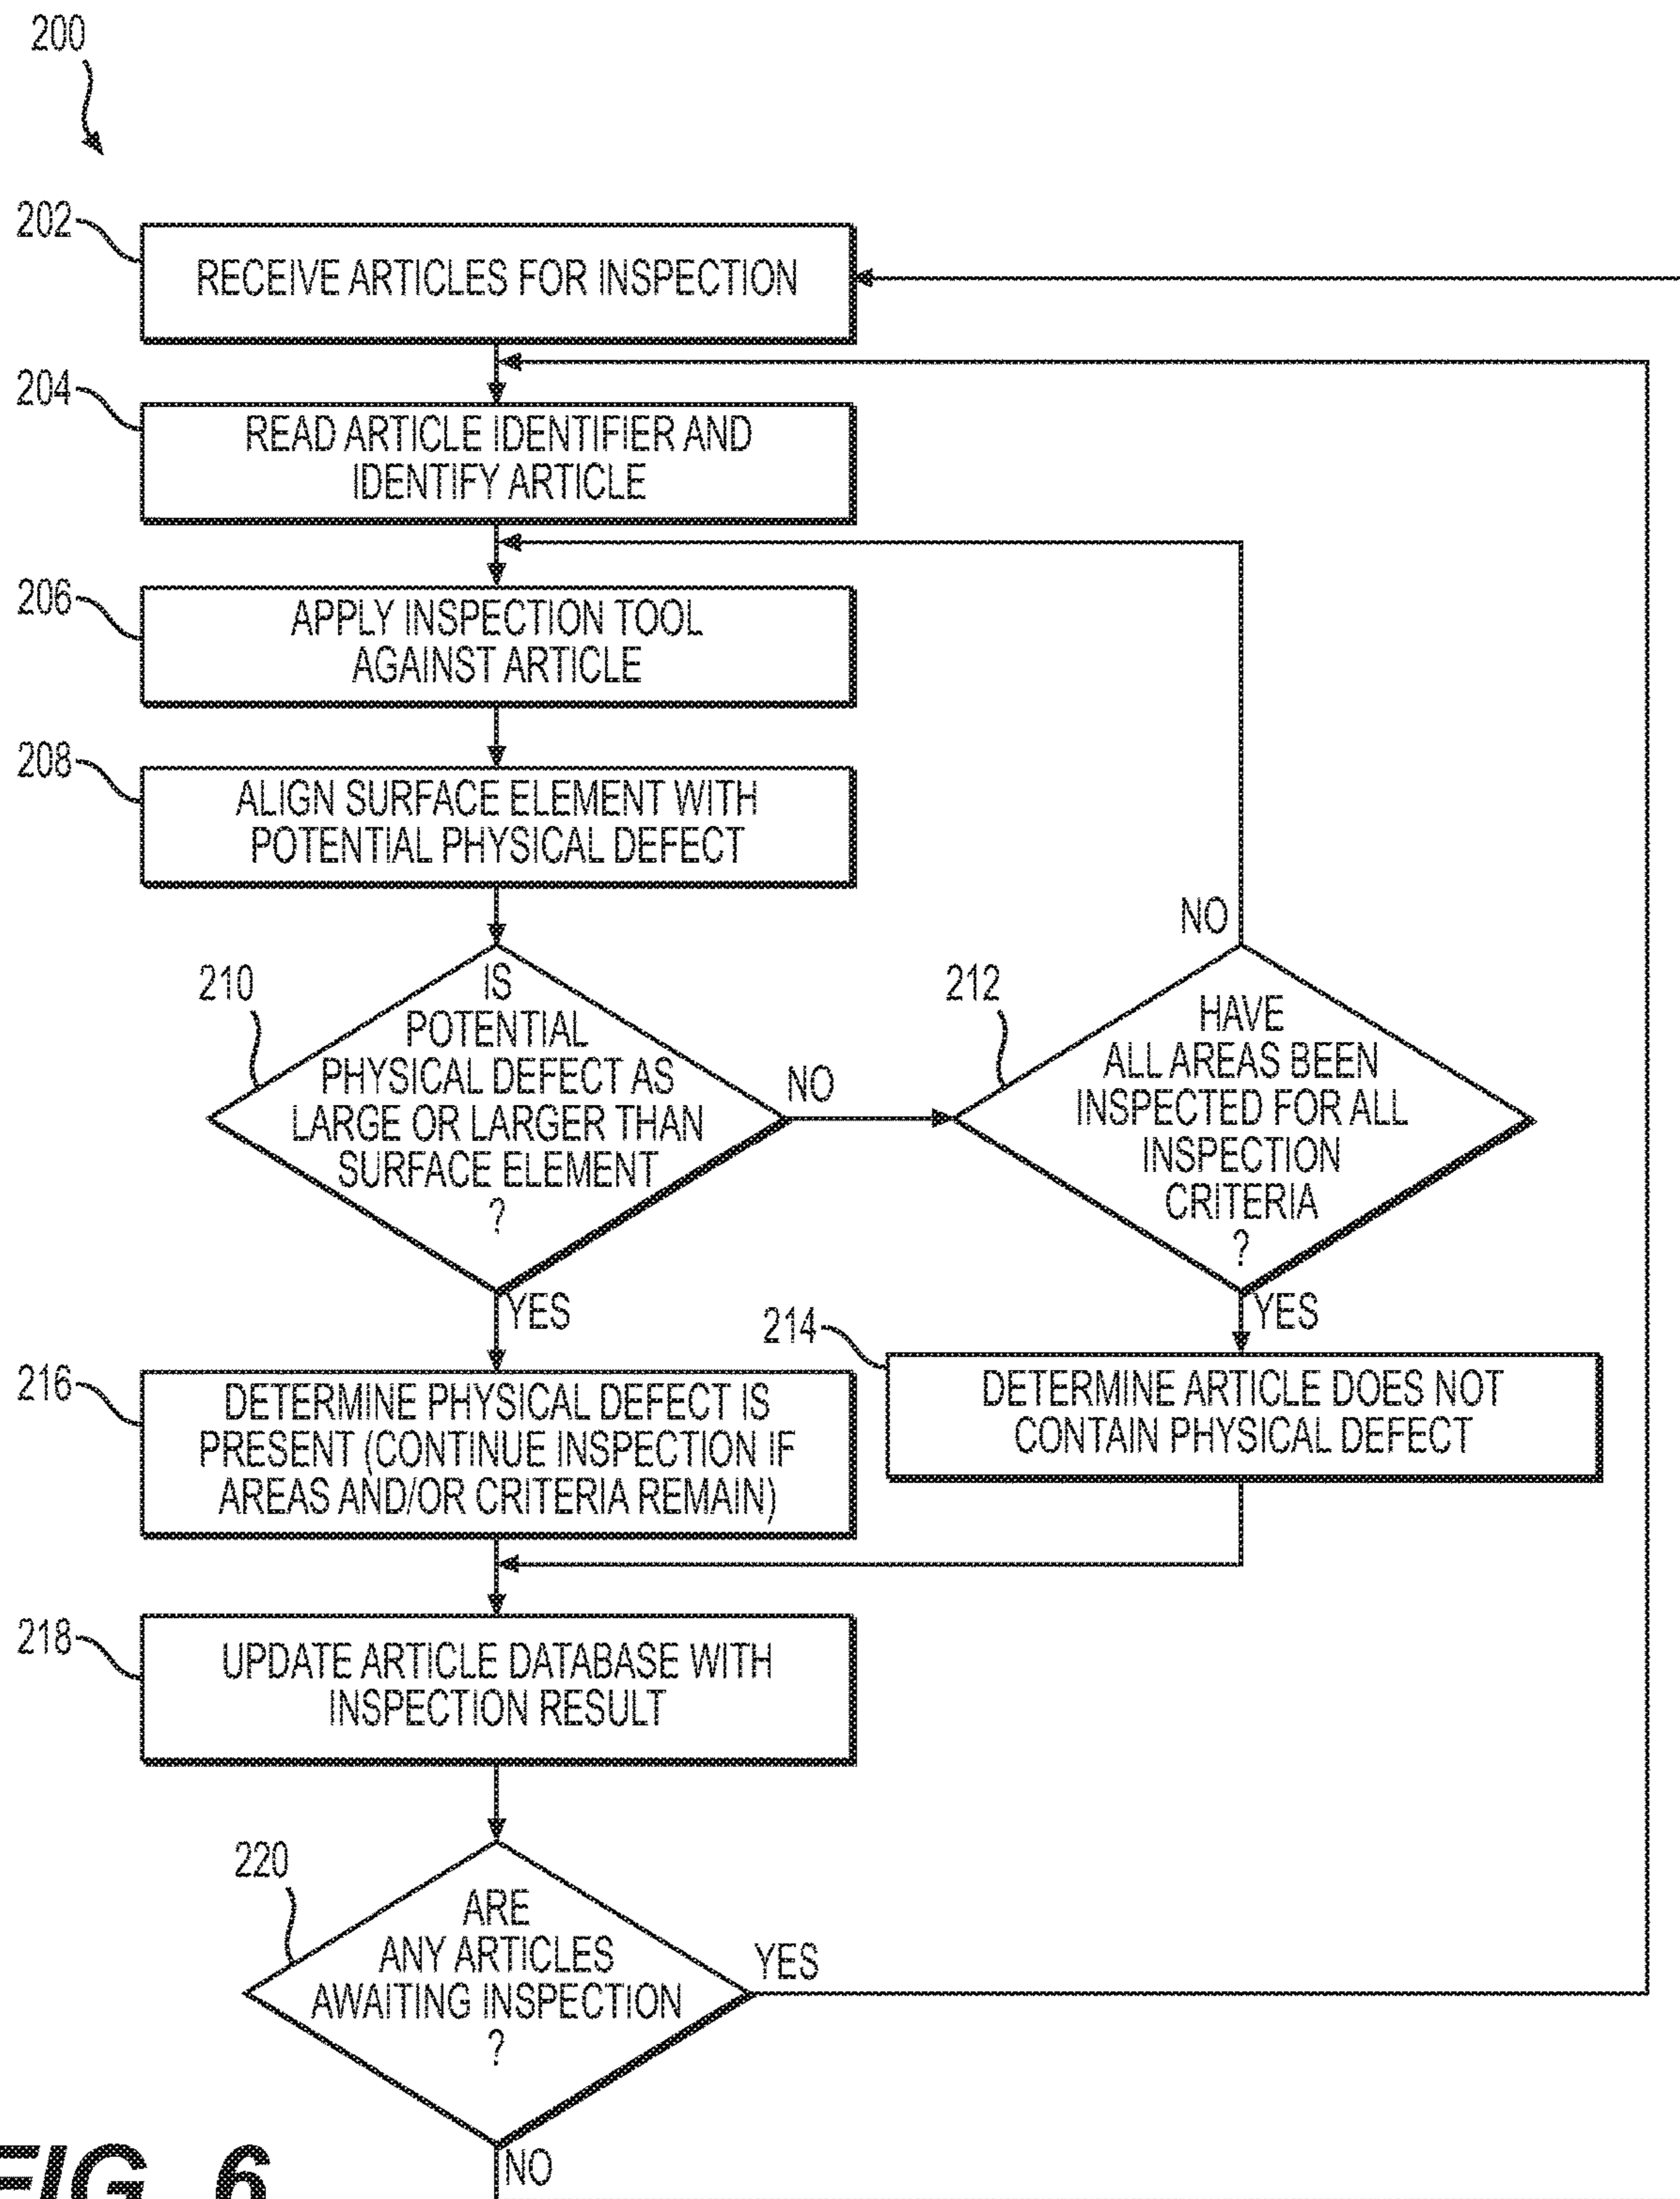 200
202
RECEIVE ARTICLES FOR INSPECTION
204
READ ARTICLE IDENTIFIER AND
IDENTIFY ARTICLE
206
APPLY INSPECTION TOOL
AGAINST ARTICLE
208
ALIGN SURFACE ELEMENT WITH
POTENTIAL PHYSICAL DEFECT
210
IS
POTENTIAL
PHYSICAL DEFECT AS
LARGE OR LARGER THAN
SURFACE ELEMENT
?
NO
YES
212
HAVE
ALL AREAS BEEN
INSPECTED FOR ALL
INSPECTION
CRITERIA
?
NO
YES
214
DETERMINE ARTICLE DOES NOT
CONTAIN PHYSICAL DEFECT
216
DETERMINE PHYSICAL DEFECT IS
PRESENT (CONTINUE INSPECTION IF
AREAS AND/OR CRITERIA REMAIN)
218
UPDATE ARTICLE DATABASE WITH
INSPECTION RESULT
220
ARE
ANY ARTICLES
AWAITING INSPECTION
?
YES
NO
FIG. 6